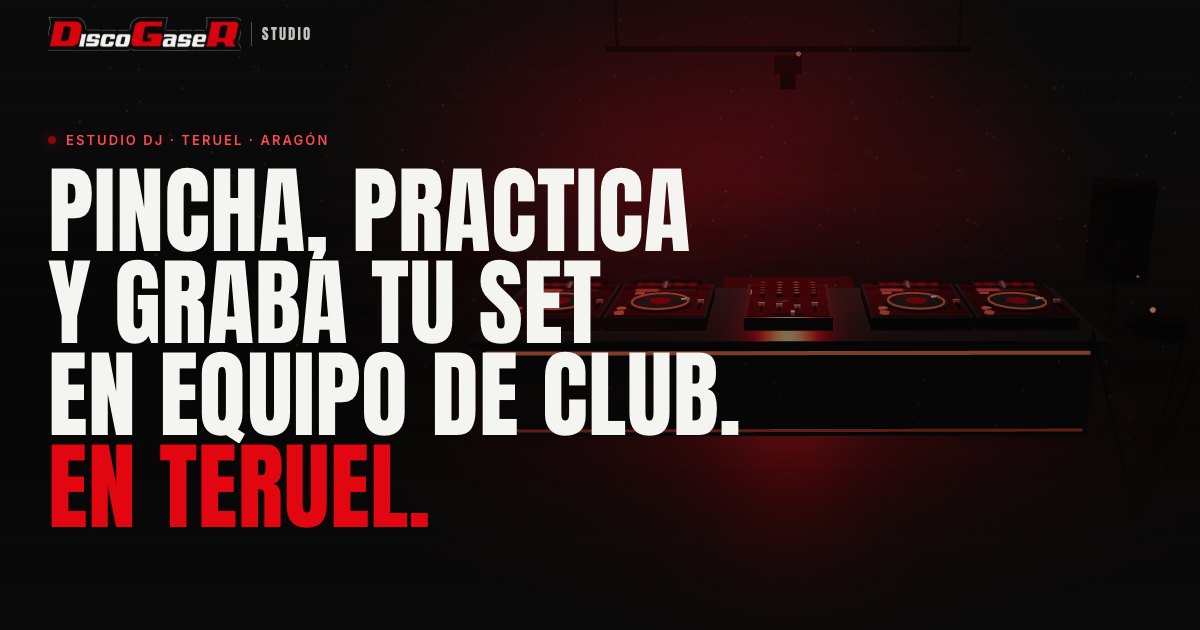 DiscoGaseR STUDIO
ESTUDIO DJ · TERUEL · ARAGÓN
PINCHA, PRACTICA
Y GRABA TU SET
EN EQUIPO DE CLUB.
EN TERUEL.